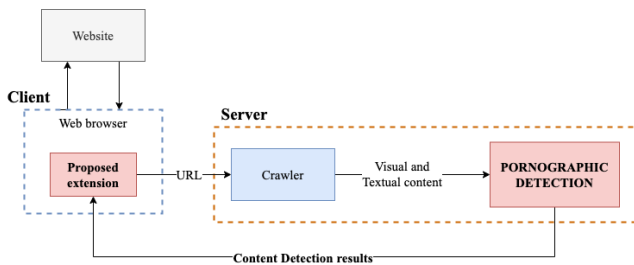 Website
Client
Web browser
Proposed
extension
URL
Server
Crawler
Visual and
Textual content
PORNOGRAPHIC
DETECTION
Content Detection results